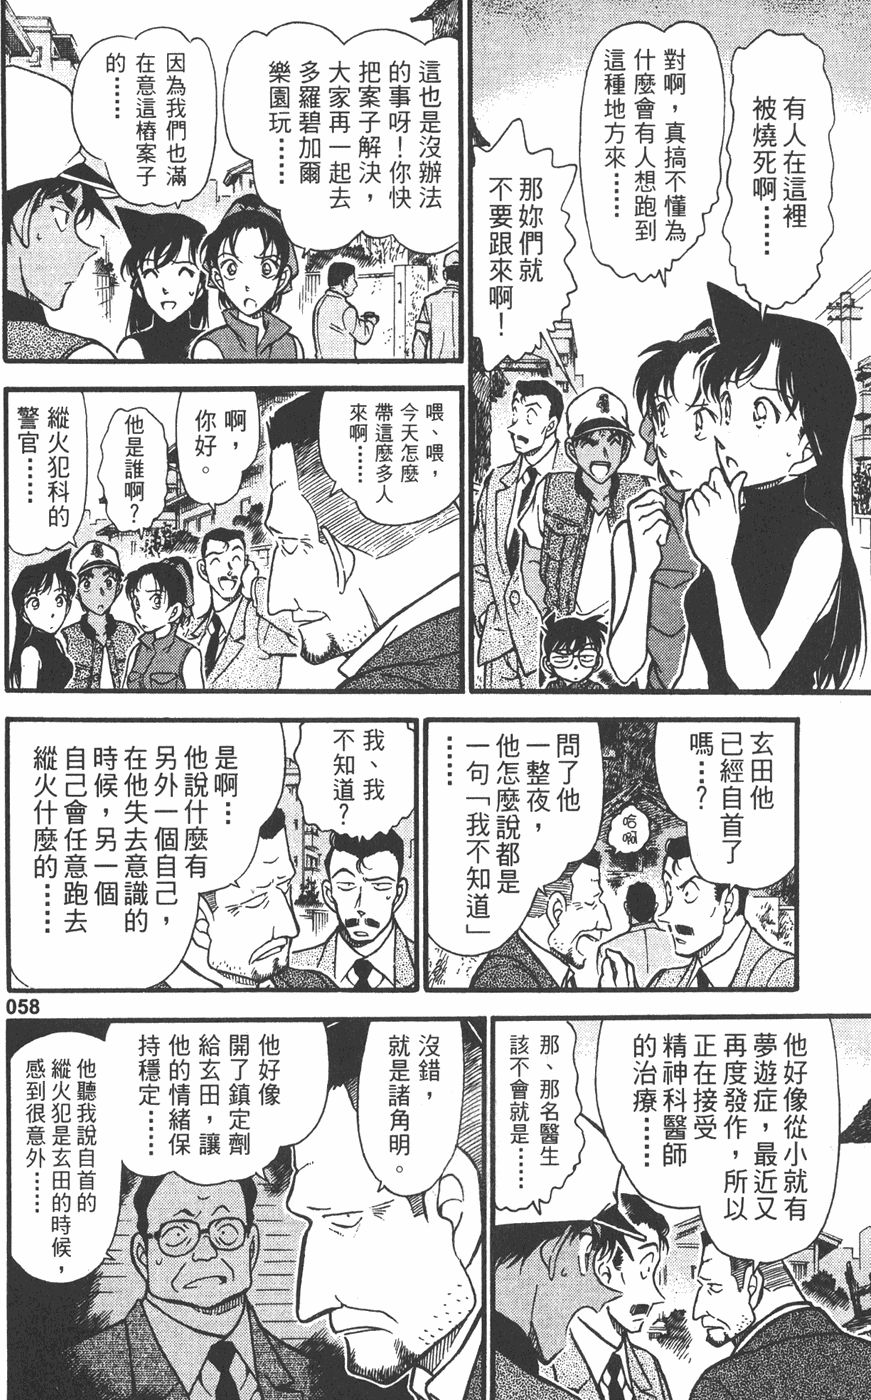 有人在這裡
被燒死啊⋯⋯
對啊，真搞不懂為
什麼會有人想跑到
這種地方來⋯⋯
那妳們就
不要跟來啊！
這也是沒辦法
的事呀！你快
把案子解決，
大家再一起去
多羅碧加爾
樂園玩⋯⋯
因為我們也滿
在意這樁案子
的⋯⋯
喂、喂，
今天怎麼
帶這麼多人
來啊⋯⋯
啊，
你好。
他是誰啊？
縱火犯科的
警官⋯⋯
玄田他
已經自首了
嗎⋯？
哈啊
問了他
一整夜，
他怎麼說都是
一句「我不知道」
⋯⋯
我、我
不知道？
是啊⋯
他說什麼有
另外一個自己，
在他失去意識的
時候，另一個
自己會任意跑去
縱火什麼的⋯⋯
058
他好像從小就有
夢遊症，最近又
再度發作，所以
正在接受
精神科醫師
的治療⋯⋯
那、那名醫生
該不會就是⋯⋯
沒錯，
就是諸角明。
他好像
開了鎮定劑
給玄田，讓
他的情緒保
持穩定⋯⋯
他聽我說自首的
縱火犯是玄田的時候，
感到很意外⋯⋯